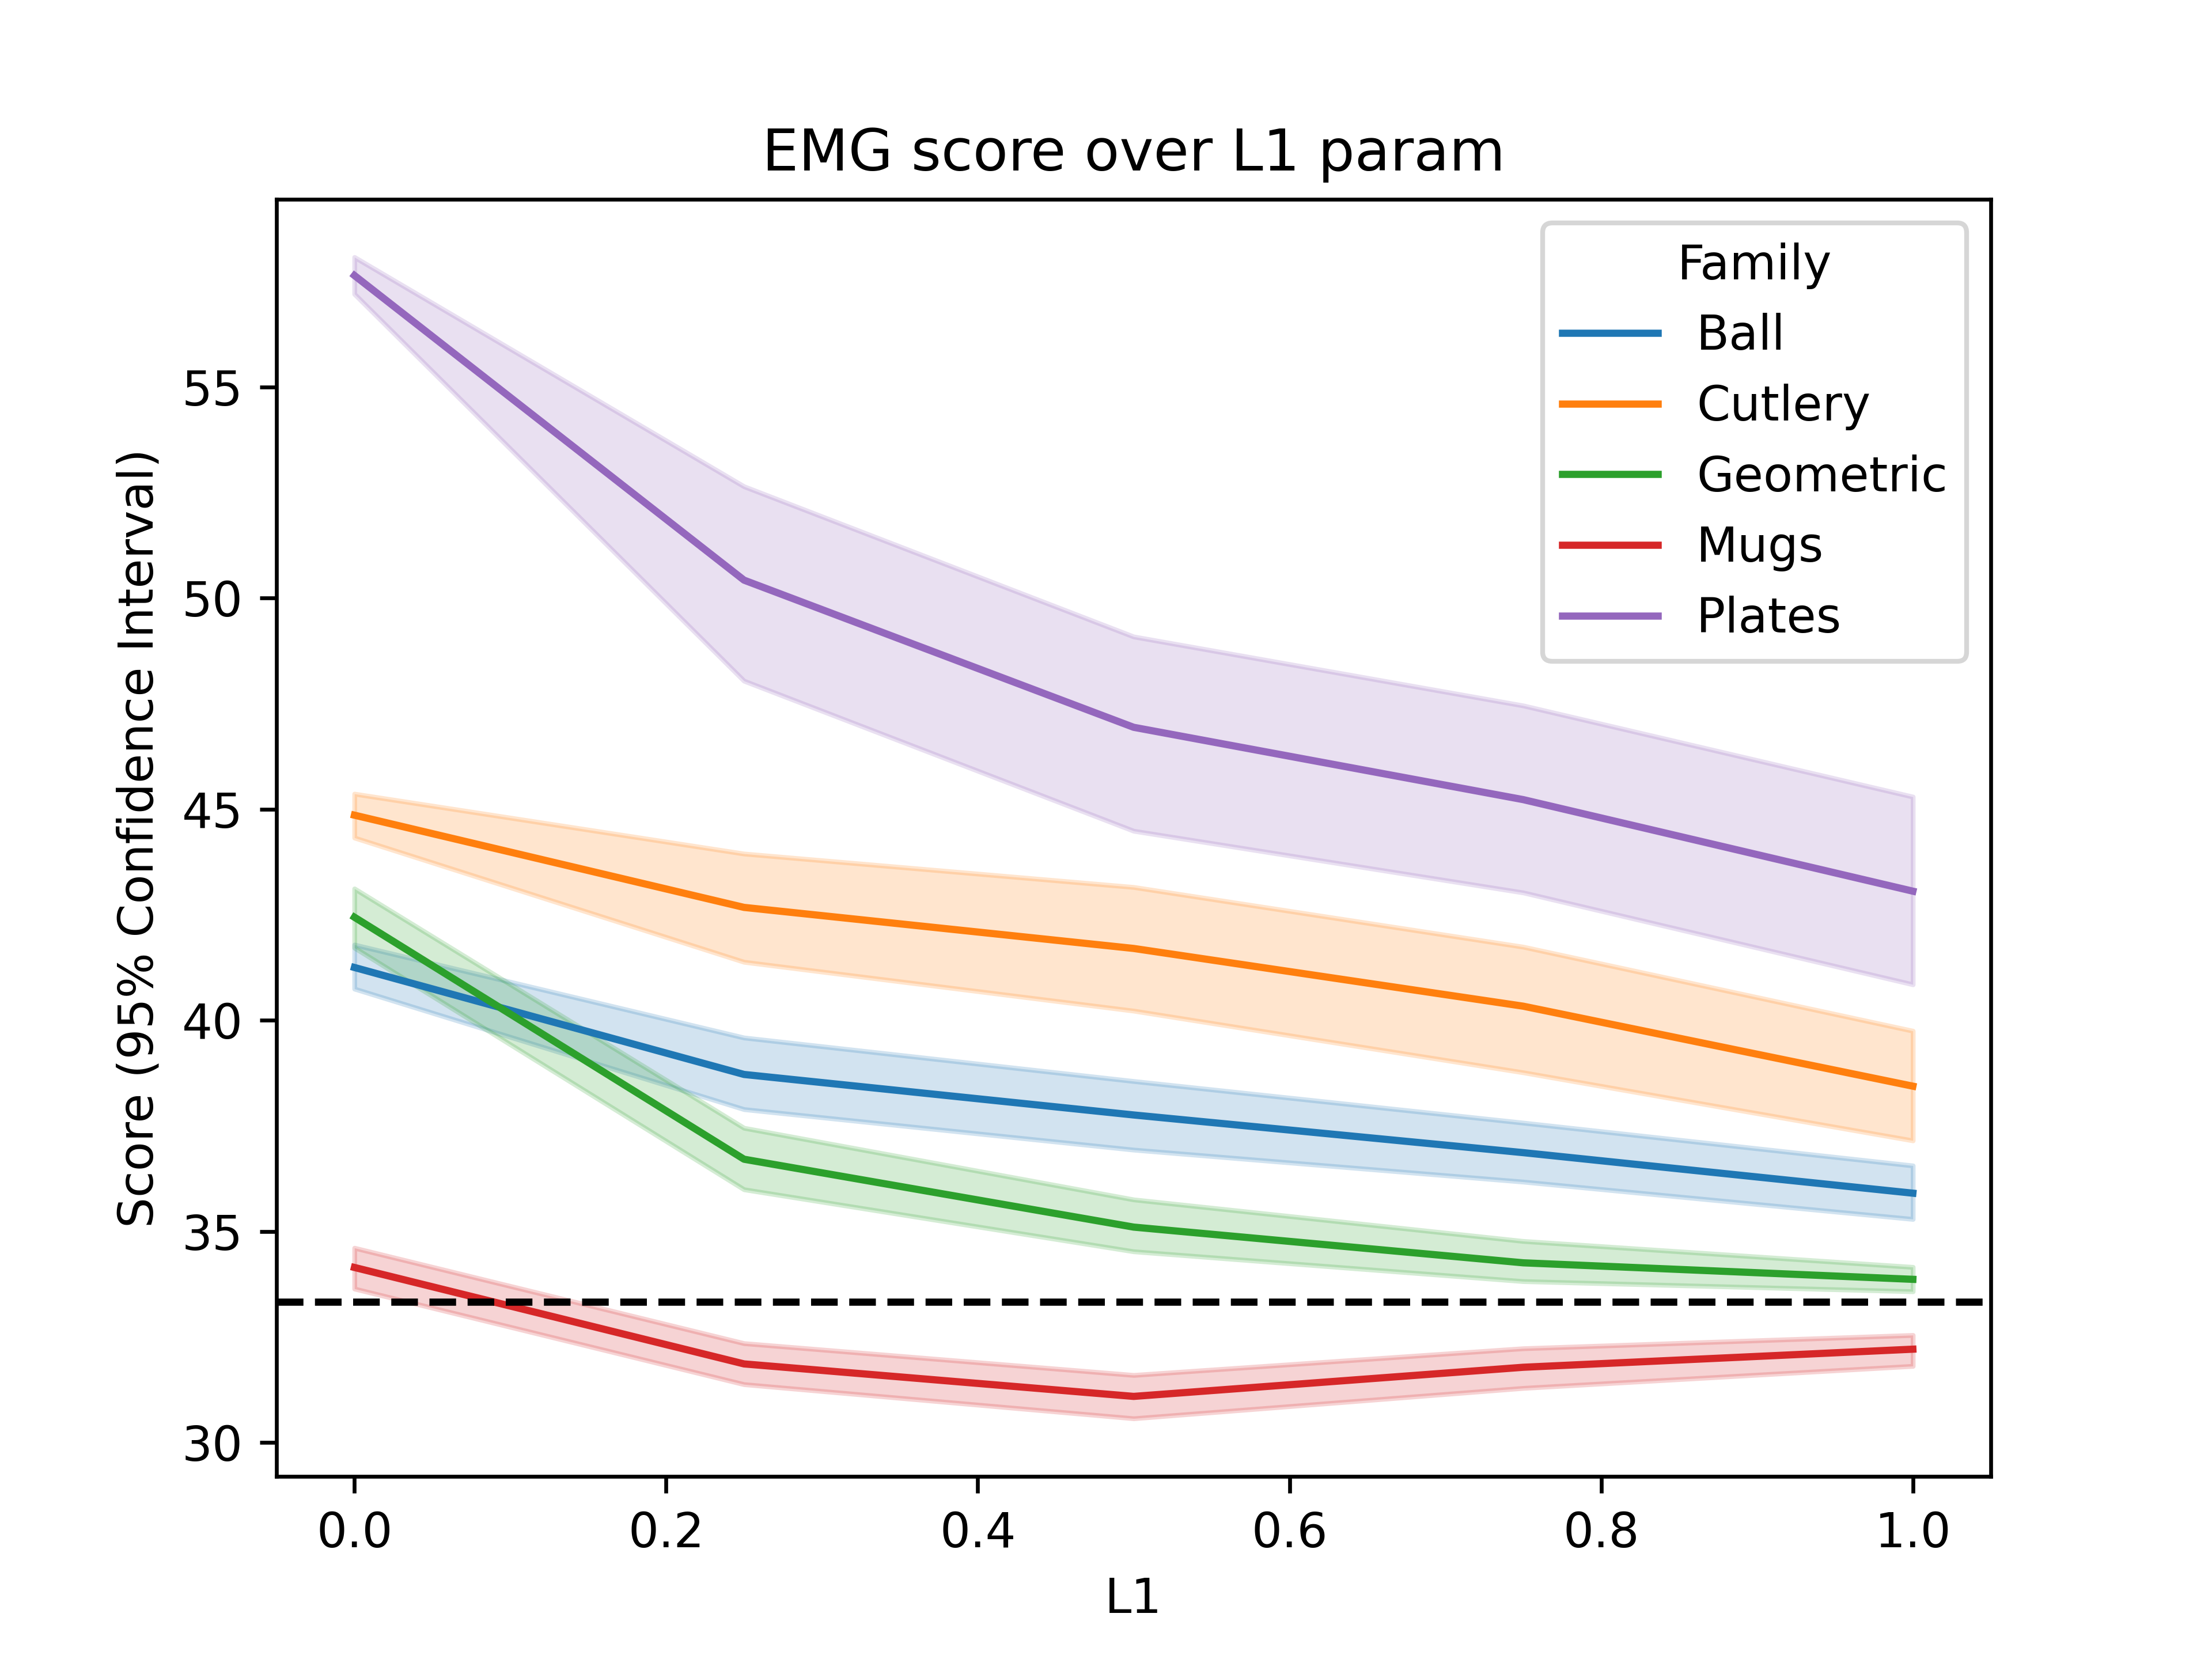 EMG score over L1 param
Score (95% Confidence Interval)
55
50
45
40
35
30
Family
Ball
Cutlery
Geometric
Mugs
Plates
0.0
0.2
0.4
0.6
0.8
1.0
L1